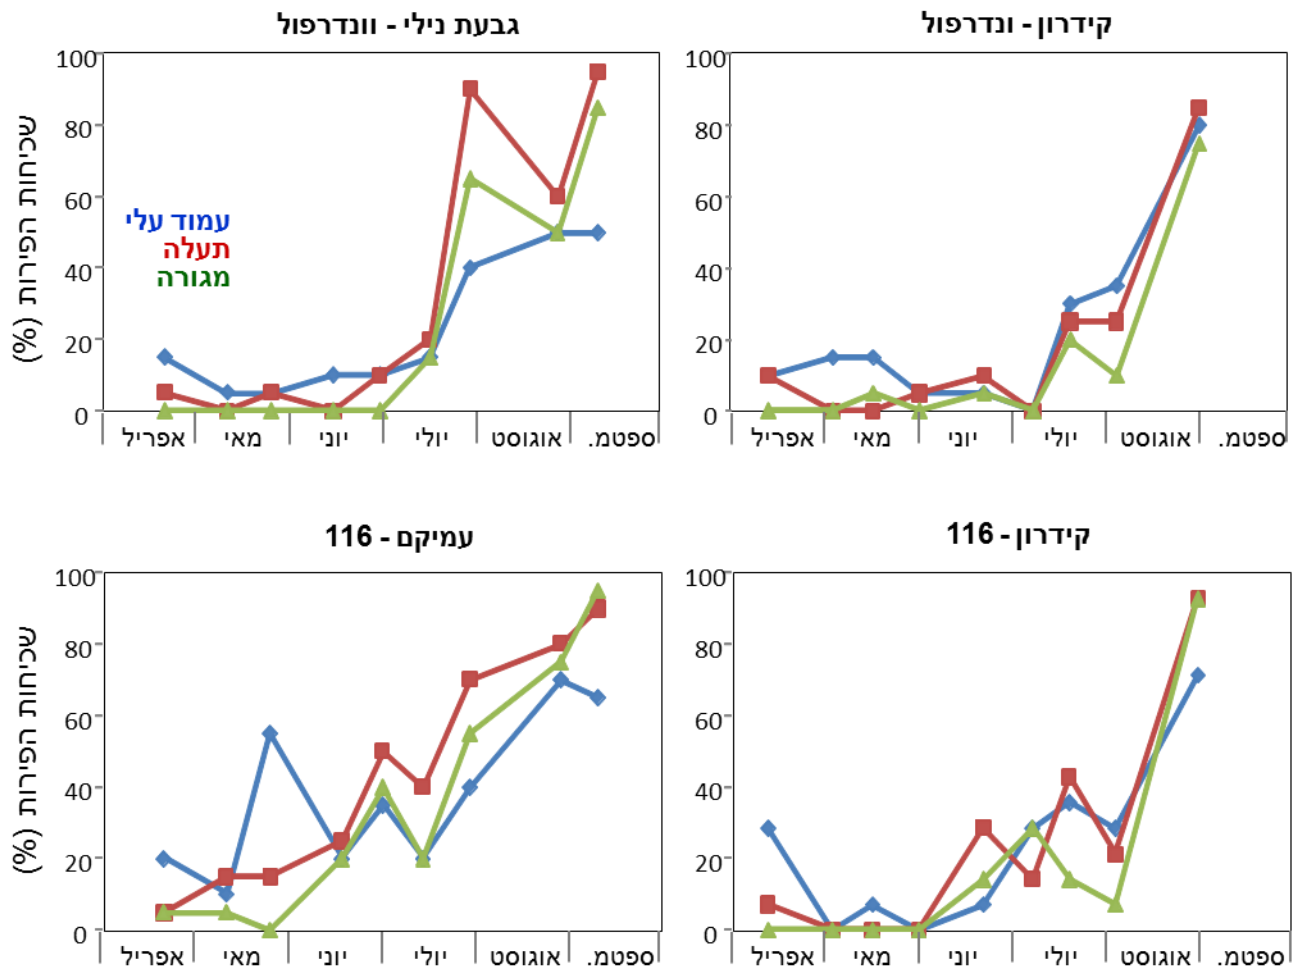 גבעת נילי - וונדרפול
שכיחות הפירות (%)
100
80
60
40
20
0
עמוד עלי
תעלה
מגורה
אפריל מאי יוני יולי אוגוסט ספטמ.
קידרון - ונדרפול
100
80
60
40
20
0
אפריל מאי יוני יולי אוגוסט ספטמ.
עמיקם - 116
שכיחות הפירות (%)
100
80
60
40
20
0
אפריל מאי יוני יולי אוגוסט ספטמ.
קידרון - 116
100
80
60
40
20
0
אפריל מאי יוני יולי אוגוסט ספטמ.